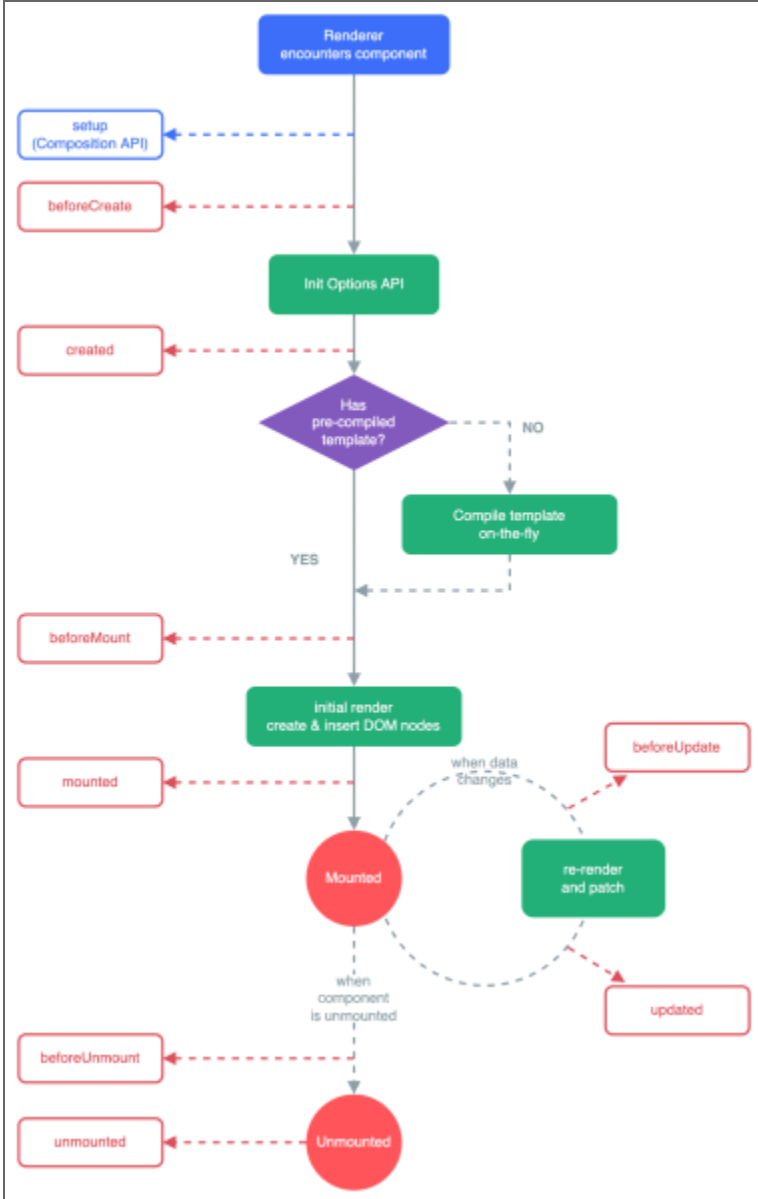 Renderer
encounters component
setup
(Composition API)
beforeCreate
Init Options API
created
Has
pre-compiled
template?
NO
Compile template
on-the-fly
YES
beforeMount
initial render
create & insert DOM nodes
beforeUpdate
when data
changes
mounted
re-render
and patch
Mounted
when
component
is unmounted
updated
beforeUnmount
unmounted
Unmounted